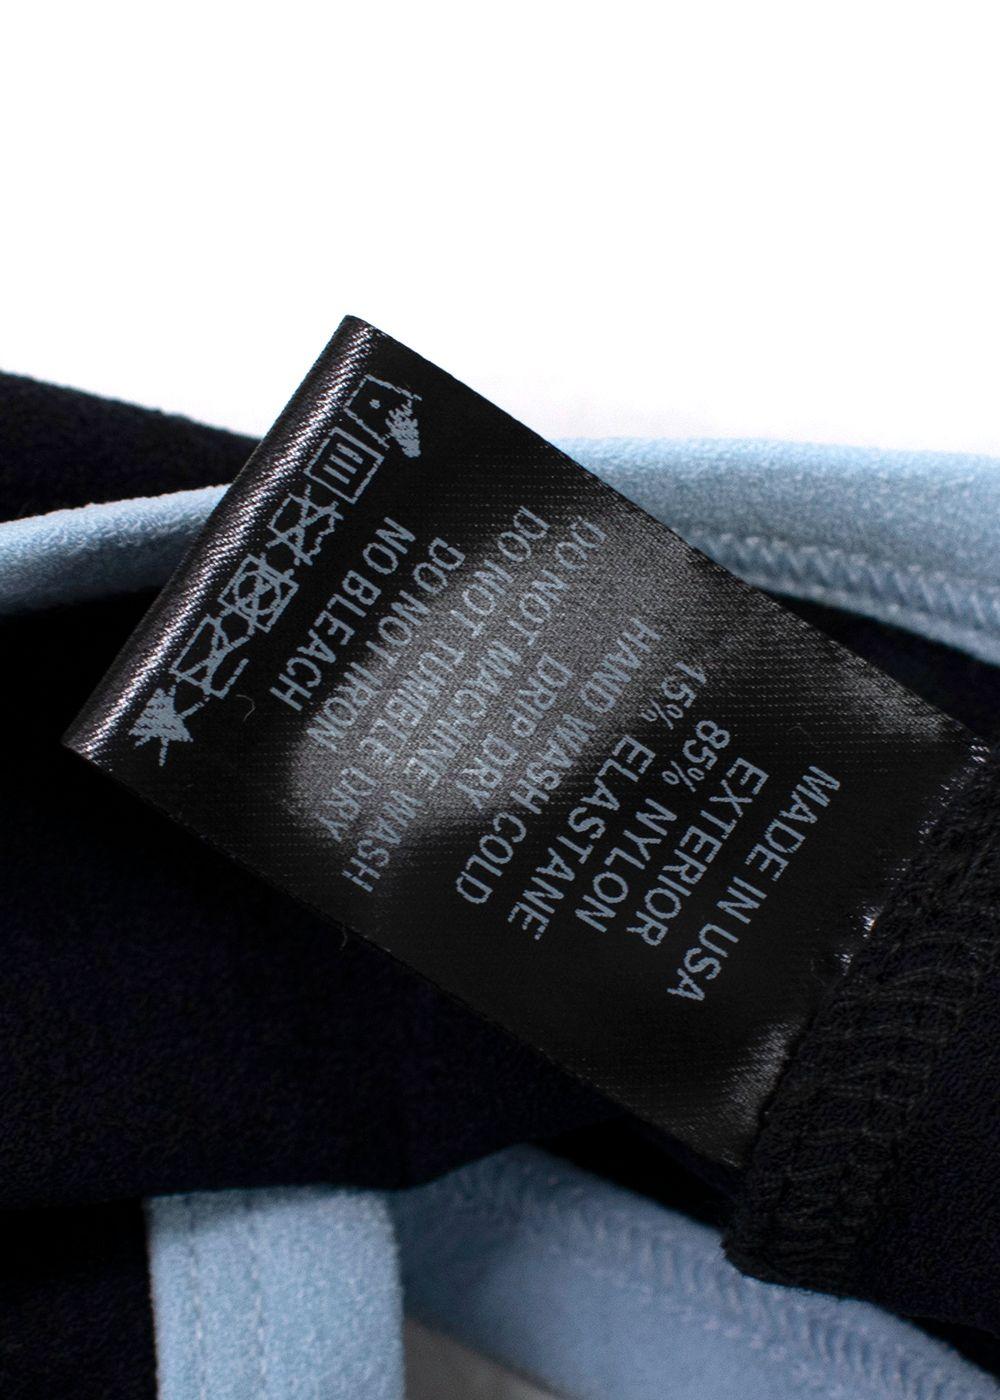 MADE IN USA
EXTERIOR
85% NYLON
15% ELASTANE
HAND WASH COLD
DRIP DRY
DO NOT MACHINE WASH
DO NOT TUMBLE DRY
DO NOT IRON
NO BLEACH